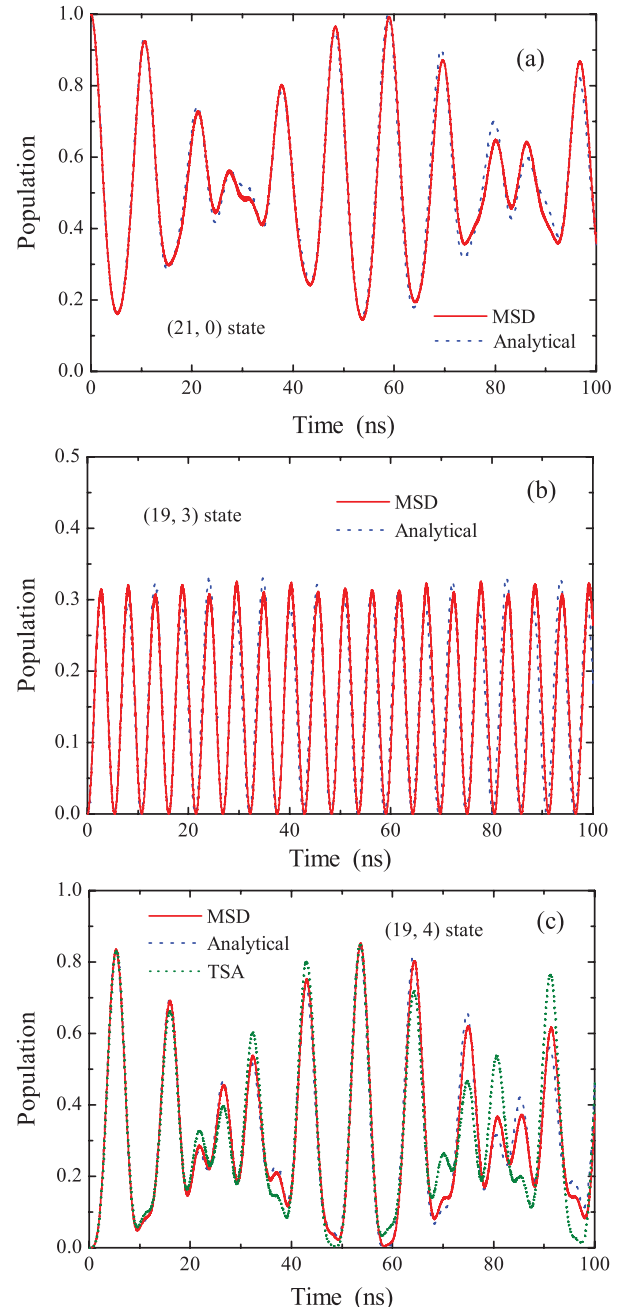 1.0
0.8
0.6
0.4
0.2
0.0
Population
(a)
(21, 0) state
MSD
Analytical
0 20 40 60 80 100
Time (ns)
0.5
0.4
0.3
0.2
0.1
0.0
Population
(b)
(19, 3) state
MSD
Analytical
0 20 40 60 80 100
Time (ns)
1.0
0.8
0.6
0.4
0.2
0.0
Population
MSD
Analytical
TSA
(19, 4) state
(c)
0 20 40 60 80 100
Time (ns)